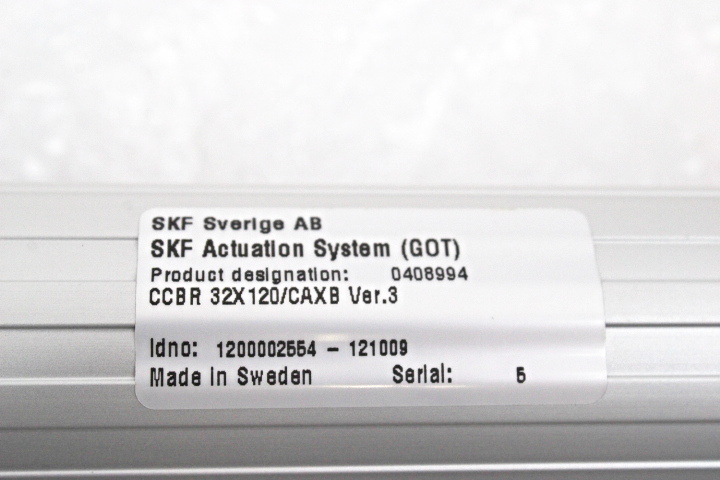 SKF Sverige AB
SKF Actuation System (GOT)
Product designation: 0408994
CCBR 32X120/CAXB Ver.3
Idno: 1200002554 - 121009
Made in Sweden Serial: 5